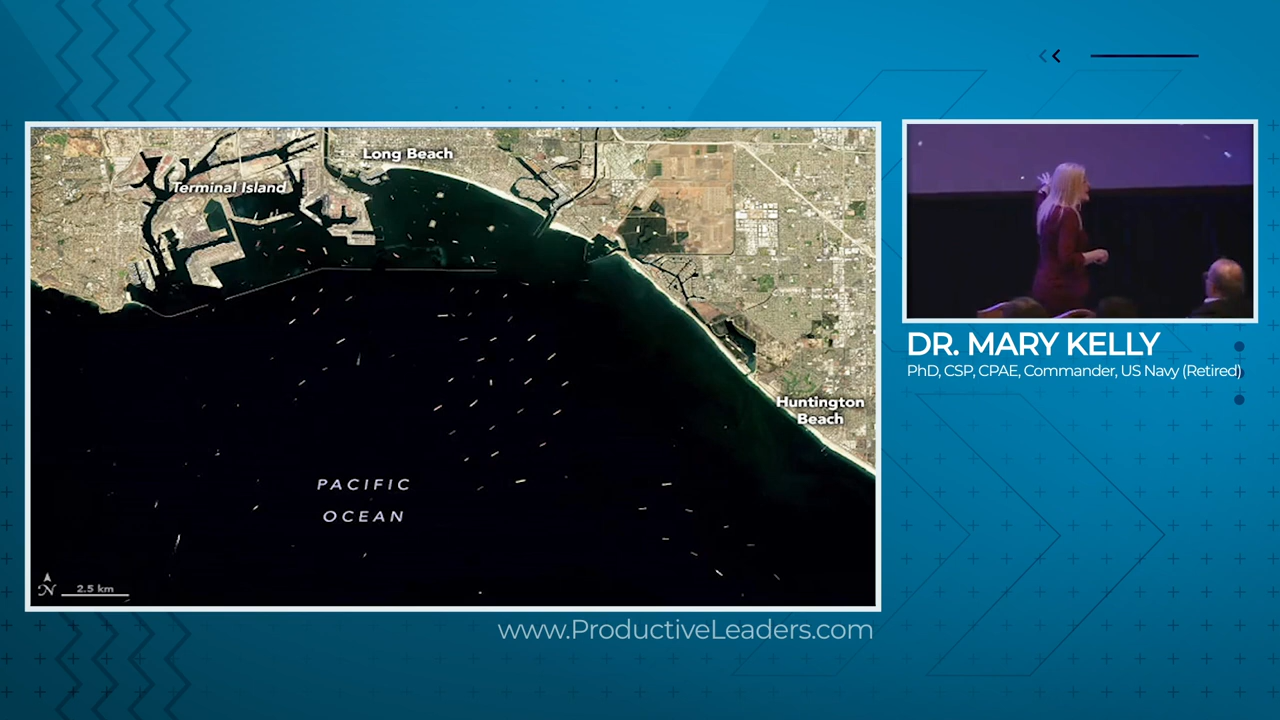 Long Beach
Terminal Island
Huntington
Beach
PACIFIC
OCEAN
N
2.5 km
DR. MARY KELLY
PhD, CSP, CPAE, Commander, US Navy (Retired)
www.ProductiveLeaders.com